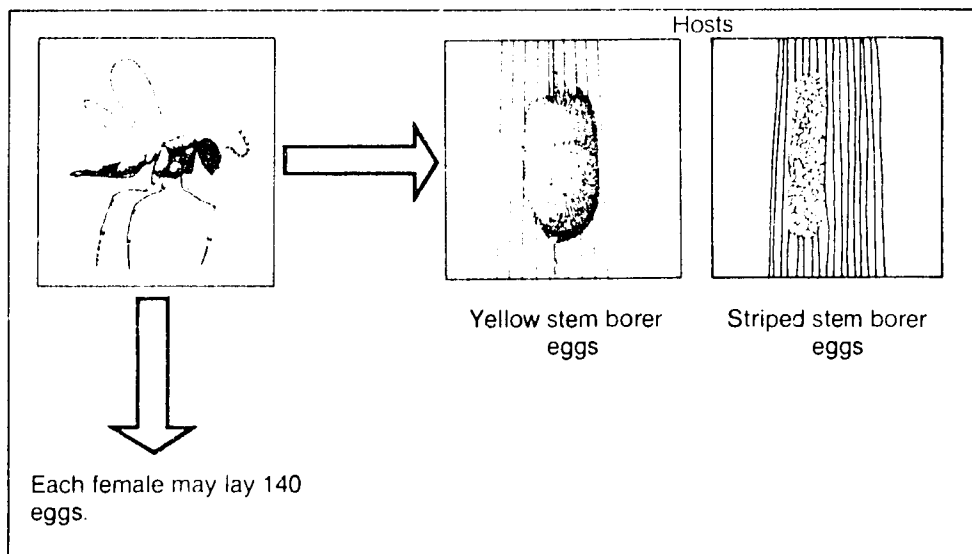 Hosts
Yellow stem borer
eggs
Striped stem borer
eggs
Each female may lay 140
eggs.